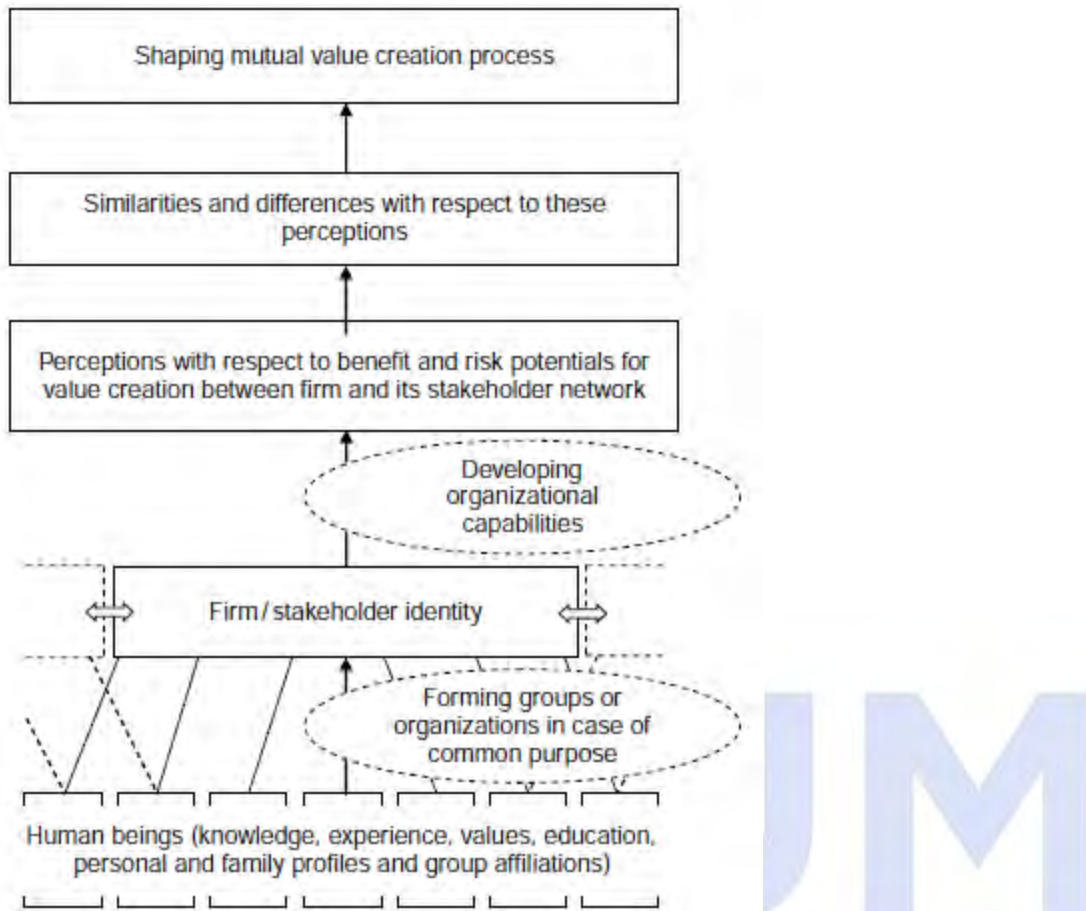 Shaping mutual value creation process
Similarities and differences with respect to these
perceptions
Perceptions with respect to benefit and risk potentials for
value creation between firm and its stakeholder network
Developing
organizational
capabilities
Firm / stakeholder identity
Forming groups or
organizations in case of
common purpose
Human beings (knowledge, experience, values, education,
personal and family profiles and group affiliations)
UM